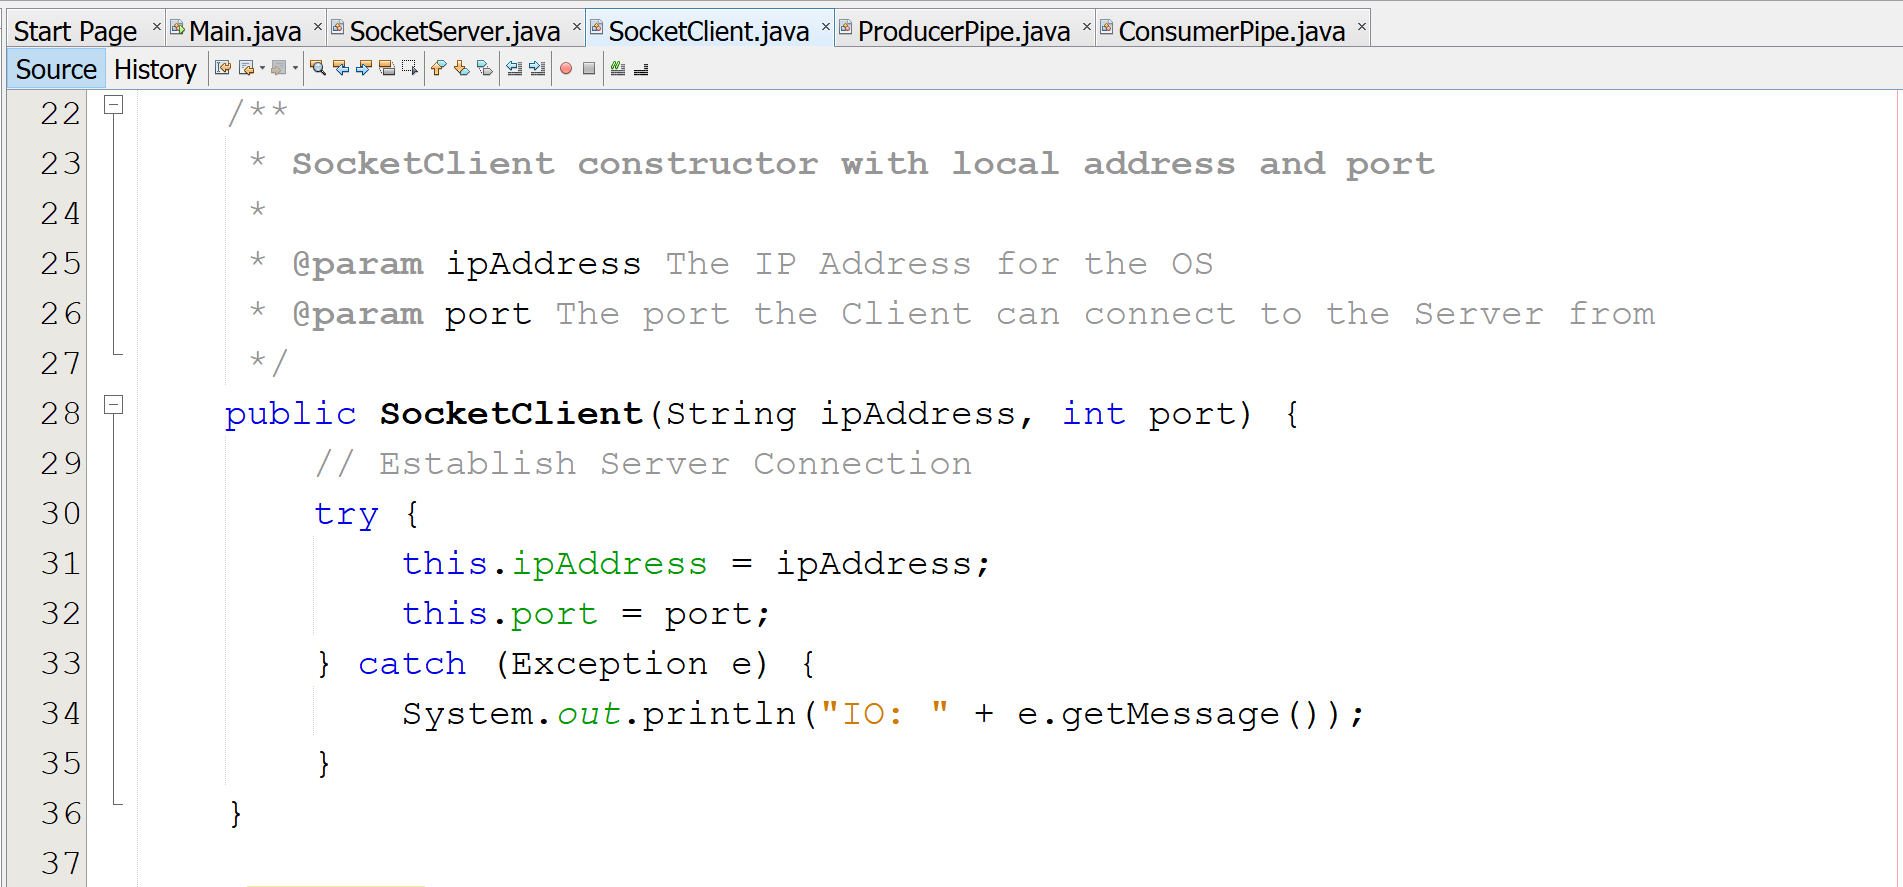 Start Page × Main.java × SocketServer.java × SocketClient.java × ProducerPipe.java × ConsumerPipe.java ×
Source History
22 /**
23 * SocketClient constructor with local address and port
24 *
25 * @param ipAddress The IP Address for the OS
26 * @param port The port the Client can connect to the Server from
27 */
28 public SocketClient(String ipAddress, int port) {
29 // Establish Server Connection
30 try {
31 this.ipAddress = ipAddress;
32 this.port = port;
33 } catch (Exception e) {
34 System.out.println("IO: " + e.getMessage());
35 }
36 }
37